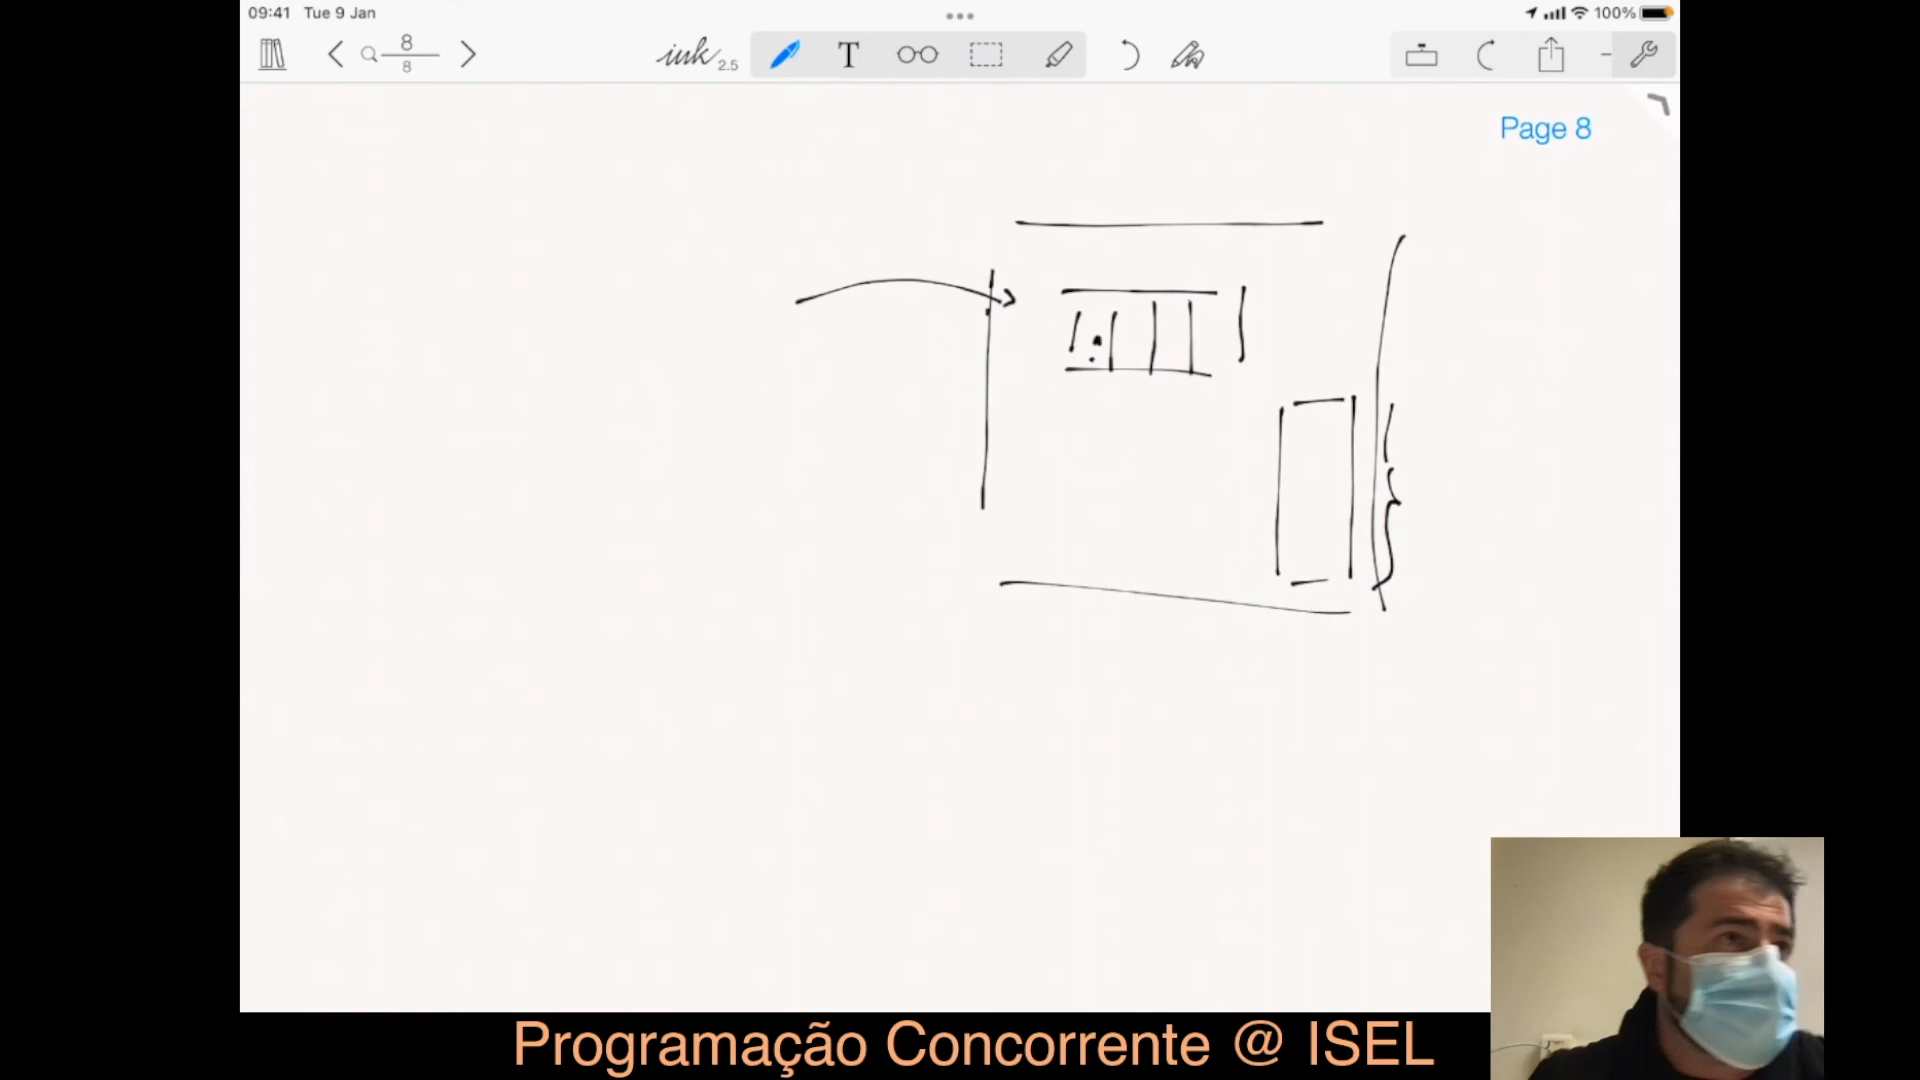 09:41 Tue 9 Jan
100%
8
8
ink 2.5
T
Page 8
Programação Concorrente @ ISEL